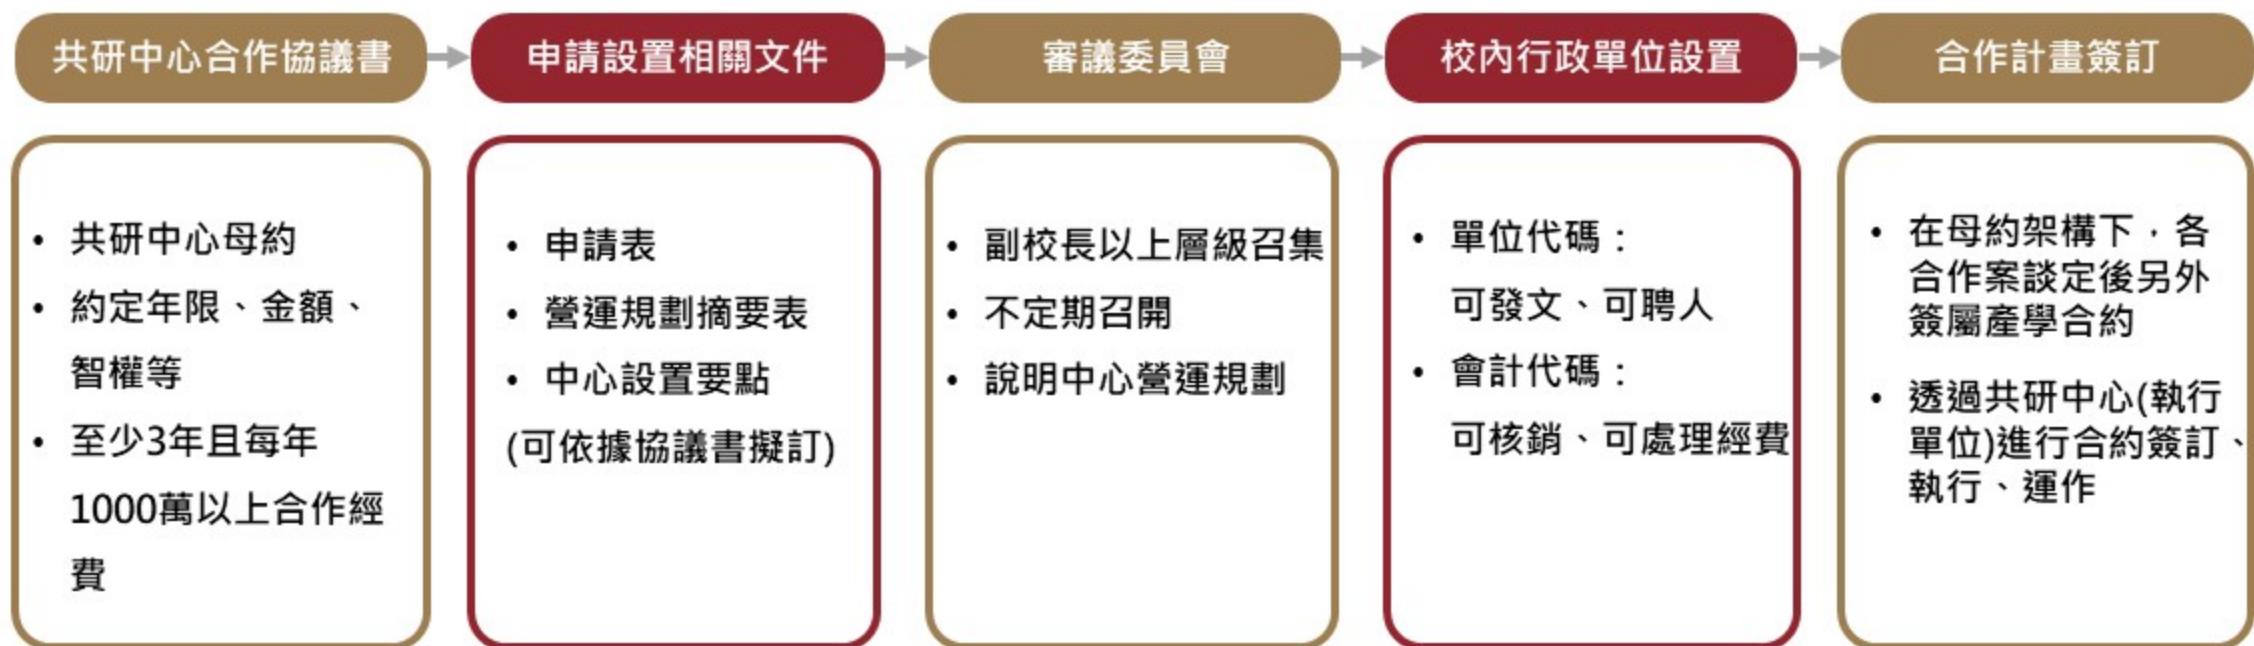 共研中心合作協議書
申請設置相關文件
審議委員會
校內行政單位設置
合作計畫簽訂
• 共研中心母約
• 約定年限、金額、
智權等
• 至少3年且每年
1000萬以上合作經
費
• 申請表
• 營運規劃摘要表
• 中心設置要點
(可依據協議書擬訂)
• 副校長以上層級召集
• 不定期召開
• 說明中心營運規劃
• 單位代碼：
可發文、可聘人
• 會計代碼：
可核銷、可處理經費
• 在母約架構下，各
合作案談定後另外
簽屬產學合約
• 透過共研中心(執行
單位)進行合約簽訂、
執行、運作